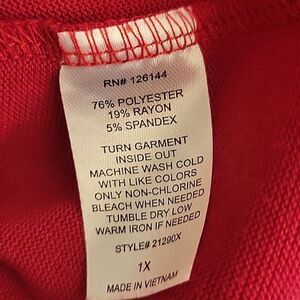 RN# 126144
76% POLYESTER
19% RAYON
5% SPANDEX
TURN GARMENT
INSIDE OUT
MACHINE WASH COLD
WITH LIKE COLORS
ONLY NON-CHLORINE
BLEACH WHEN NEEDED
TUMBLE DRY LOW
WARM IRON IF NEEDED
STYLE# 21290X
1X
MADE IN VIETNAM